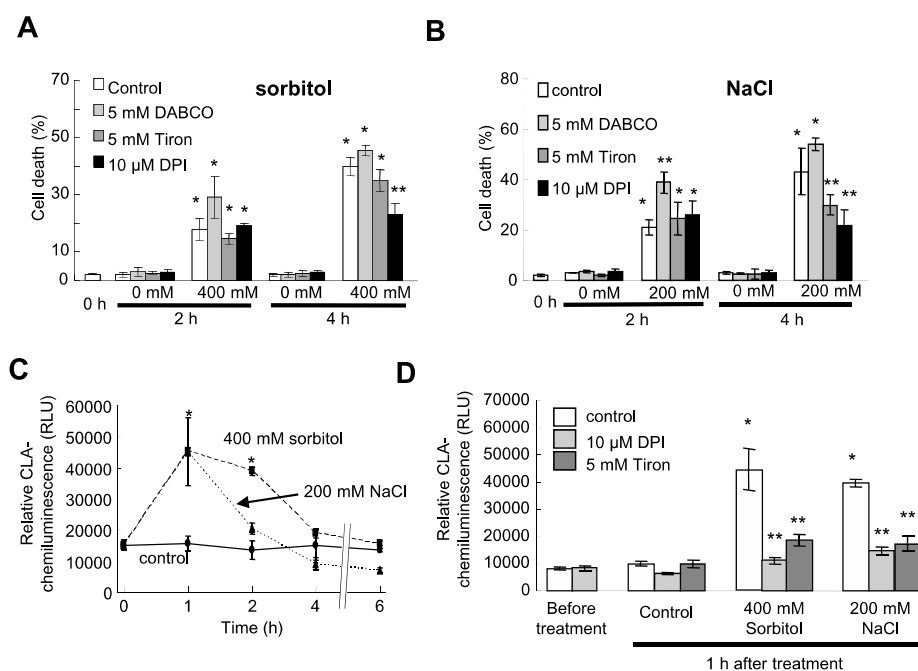 A
sorbitol
Cell death (%)
70
50
30
10
0
Control
5 mM DABCO
5 mM Tiron
10 µM DPI
* * * *
* * * **
0 h
0 mM
400 mM
0 mM
400 mM
2 h
4 h
B
NaCl
Cell death (%)
80
60
40
20
0
control
5 mM DABCO
5 mM Tiron
10 µM DPI
* ** * *
* * ** **
0 h
0 mM
200 mM
0 mM
200 mM
2 h
4 h
C
Relative CLA-
chemiluminescence (RLU)
60000
50000
40000
30000
20000
10000
0
*
*
400 mM sorbitol
200 mM NaCl
control
0 1 2 4 6
Time (h)
D
Relative CLA-
chemiluminescence (RLU)
70000
60000
50000
40000
30000
20000
10000
0
control
10 µM DPI
5 mM Tiron
* ** **
* ** **
Before
treatment
Control
400 mM
Sorbitol
200 mM
NaCl
1 h after treatment